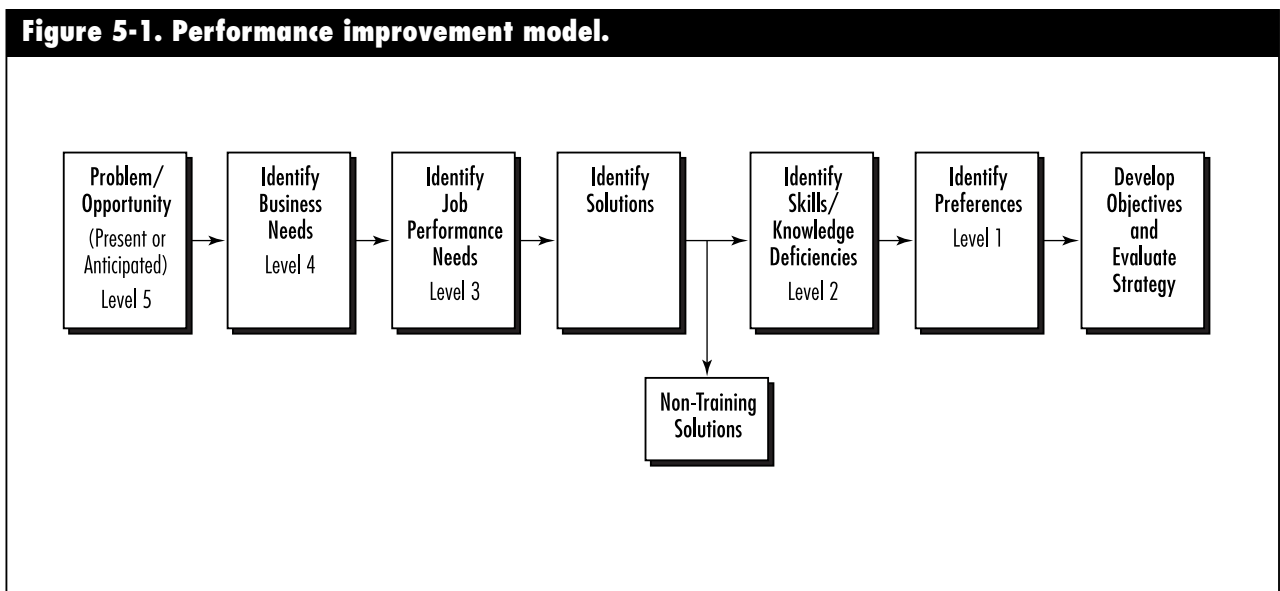 Figure 5-1. Performance improvement model.
Problem/
Opportunity
(Present or
Anticipated)
Level 5
Identify
Business
Needs
Level 4
Identify
Job
Performance
Needs
Level 3
Identify
Solutions
Identify
Skills/
Knowledge
Deficiencies
Level 2
Identify
Preferences
Level 1
Develop
Objectives
and
Evaluate
Strategy
Non-Training
Solutions